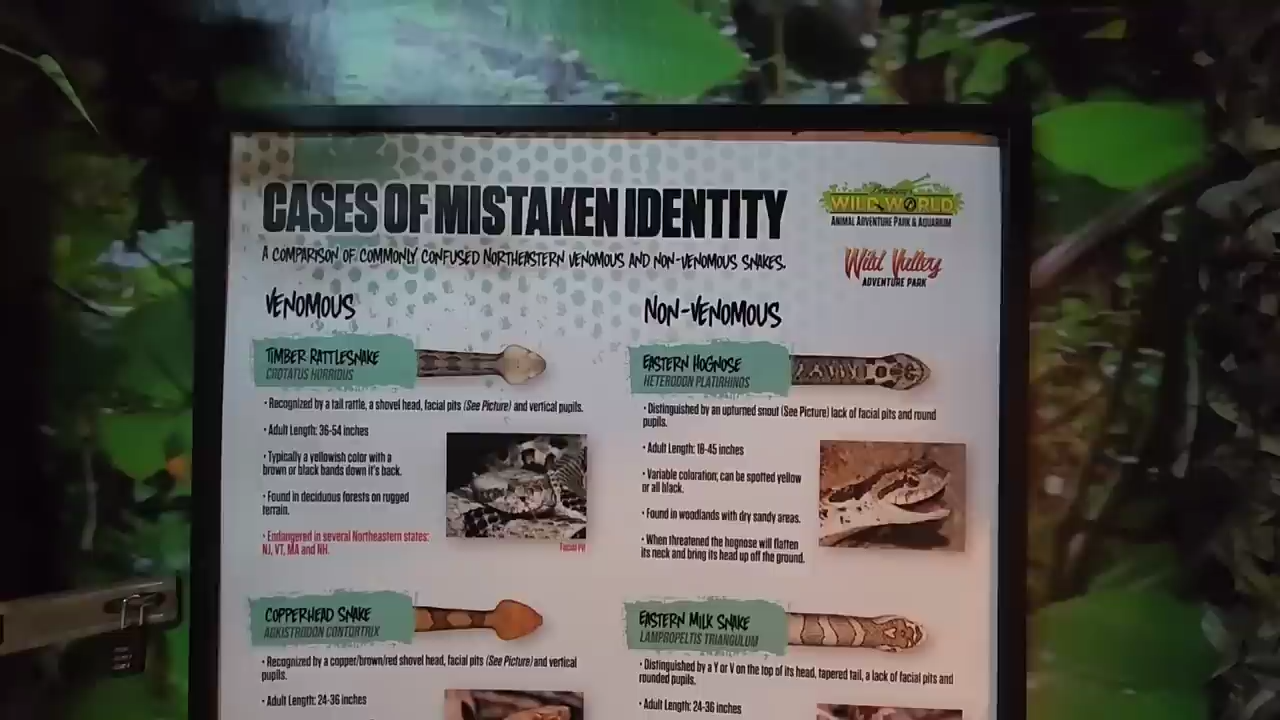 CASES OF MISTAKEN IDENTITY
A COMPARISON OF COMMONLY CONFUSED NORTHEASTERN VENOMOUS AND NON-VENOMOUS SNAKES.
WILD WORLD
ANIMAL ADVENTURE PARK & AQUARIUM
Wild Valley
ADVENTURE PARK
VENOMOUS
TIMBER RATTLESNAKE
CROTATUS HORRIDUS
• Recognized by a tail rattle, a shovel head, facial pits (See Picture) and vertical pupils.
• Adult Length: 36-54 inches
• Typically a yellowish color with a
brown or black bands down it's back.
• Found in deciduous forests on rugged
terrain.
• Endangered in several Northeastern states:
NJ, VT, MA and NH.
Facial Pit
COPPERHEAD SNAKE
AGKISTRODON CONTORTRIX
• Recognized by a copper/brown/red shovel head, facial pits (See Picture) and vertical
pupils.
• Adult Length: 24-36 inches
NON-VENOMOUS
EASTERN HOGNOSE
HETERODON PLATIRHINOS
• Distinguished by an upturned snout (See Picture) lack of facial pits and round
pupils.
• Adult Length: 18-45 inches
• Variable coloration; can be spotted yellow
or all black.
• Found in woodlands with dry sandy areas.
• When threatened the hognose will flatten
its neck and bring its head up off the ground.
EASTERN MILK SNAKE
LAMPROPELTIS TRIANGULUM
• Distinguished by a Y or V on the top of its head, tapered tail, a lack of facial pits and
rounded pupils.
• Adult Length: 24-36 inches